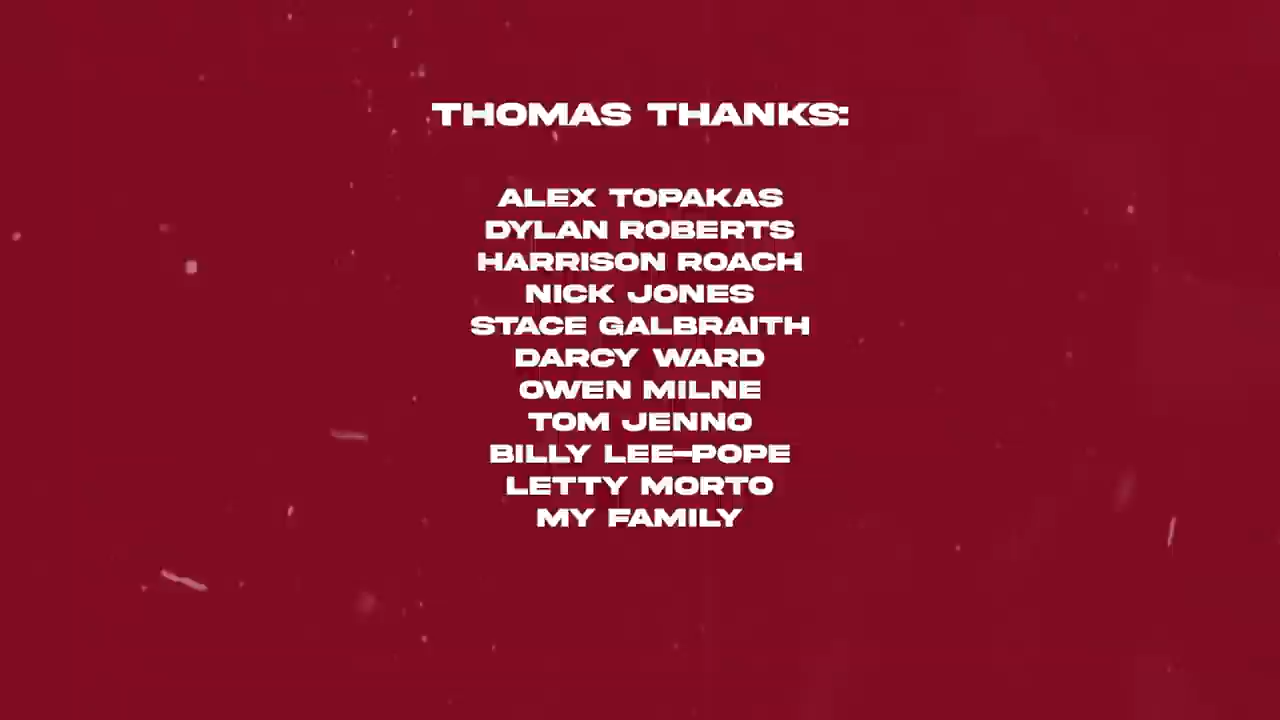 THOMAS THANKS:
ALEX TOPAKAS
DYLAN ROBERTS
HARRISON ROACH
NICK JONES
STACE GALBRAITH
DARCY WARD
OWEN MILNE
TOM JENNO
BILLY LEE-POPE
LETTY MORTO
MY FAMILY